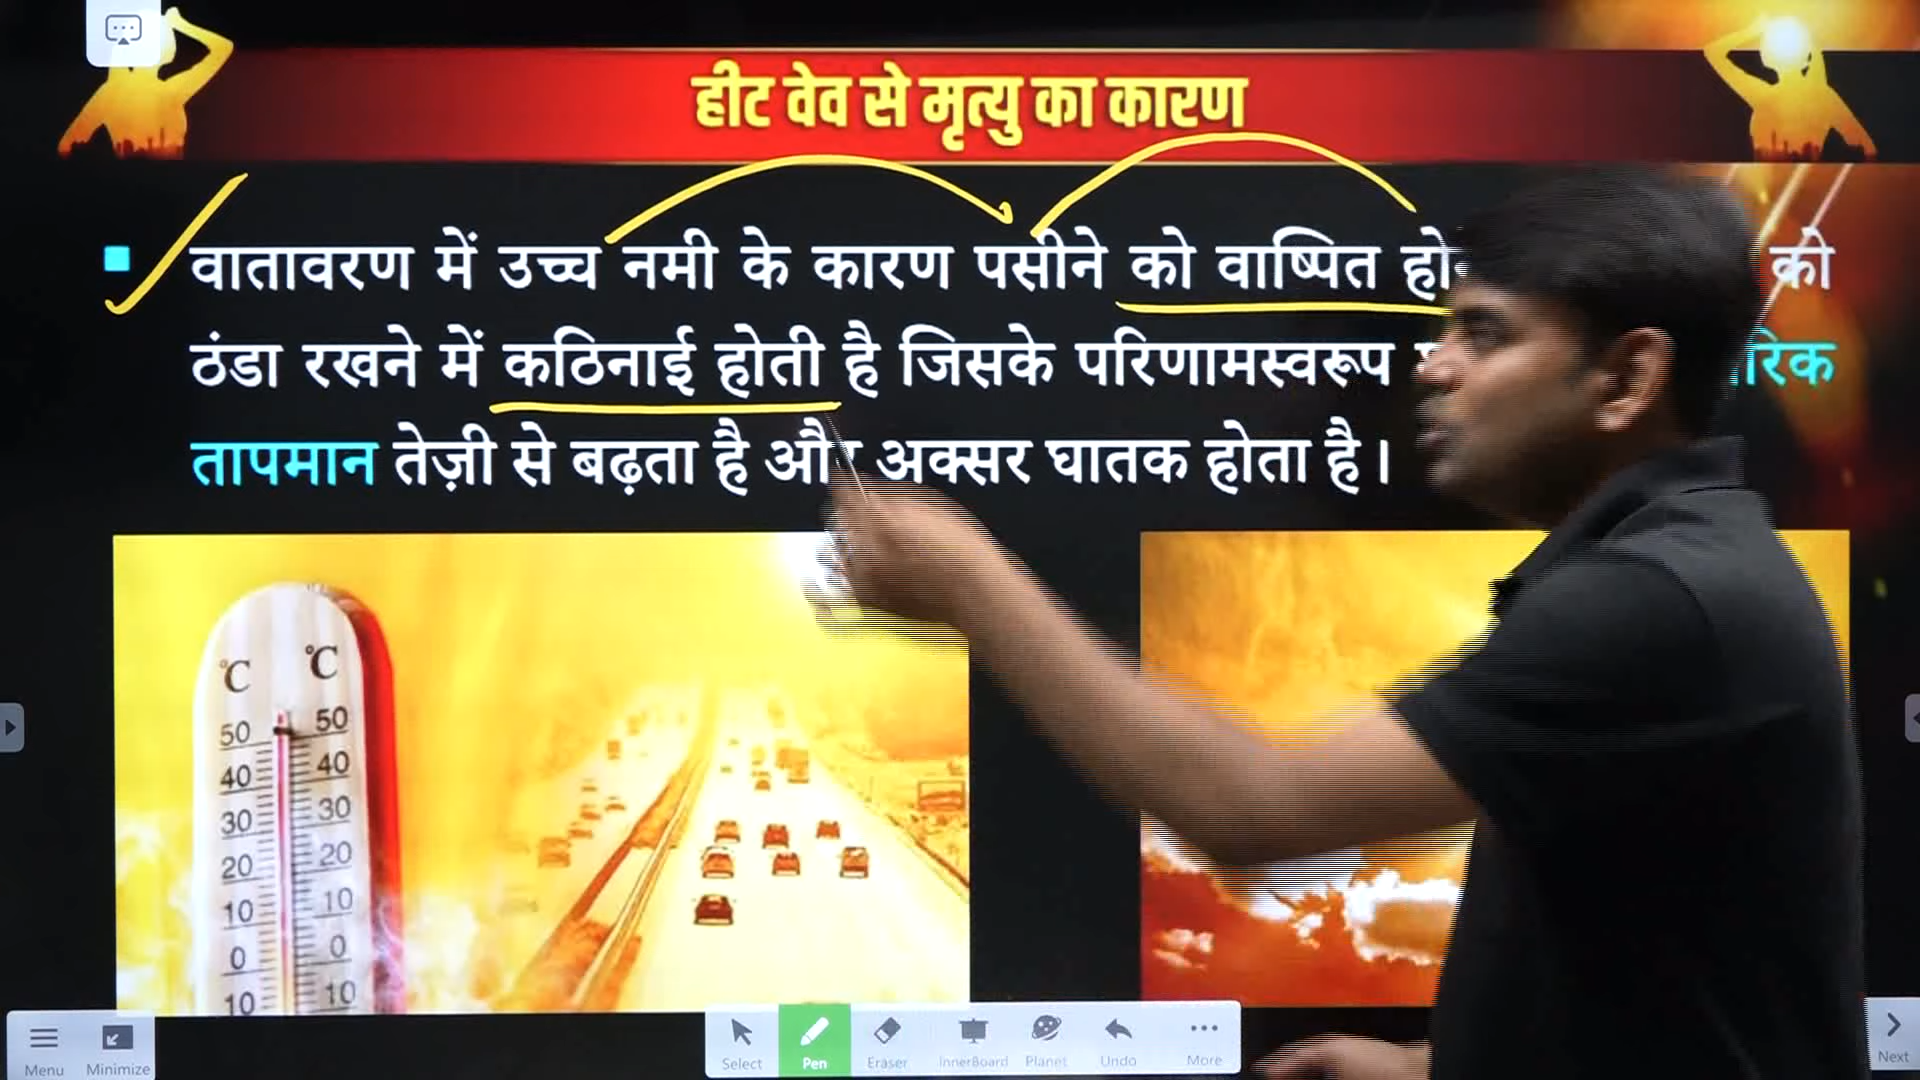 हीट वेव से मृत्यु का कारण
वातावरण में उच्च नमी के कारण पसीने को वाष्पित को
ठंडा रखने में कठिनाई होती है जिसके परिणामस्वरूप
तापमान तेज़ी से बढ़ता है और अक्सर घातक होता है।
°C °C
50 50
40 40
30 30
20 20
10 10
0 0
10 10
Menu Minimize Select Pen Eraser InnerBoard Planet Undo More Next